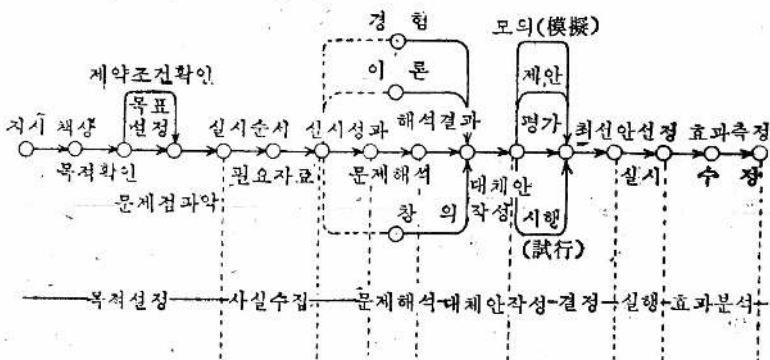 경 험
모의(模擬)
제약조건확인
이 론
제안
목표
설정
지시 책상
실시순서
실시성과
해석결과
평가
최선안선정
효과측정
목적확인
필요자료
문제해석
대체안
작성
실시
수 정
문제점파악
창 의
시행
(試行)
목적설정
사실수집
문제해석
대체안작성
결정
실행
효과분석